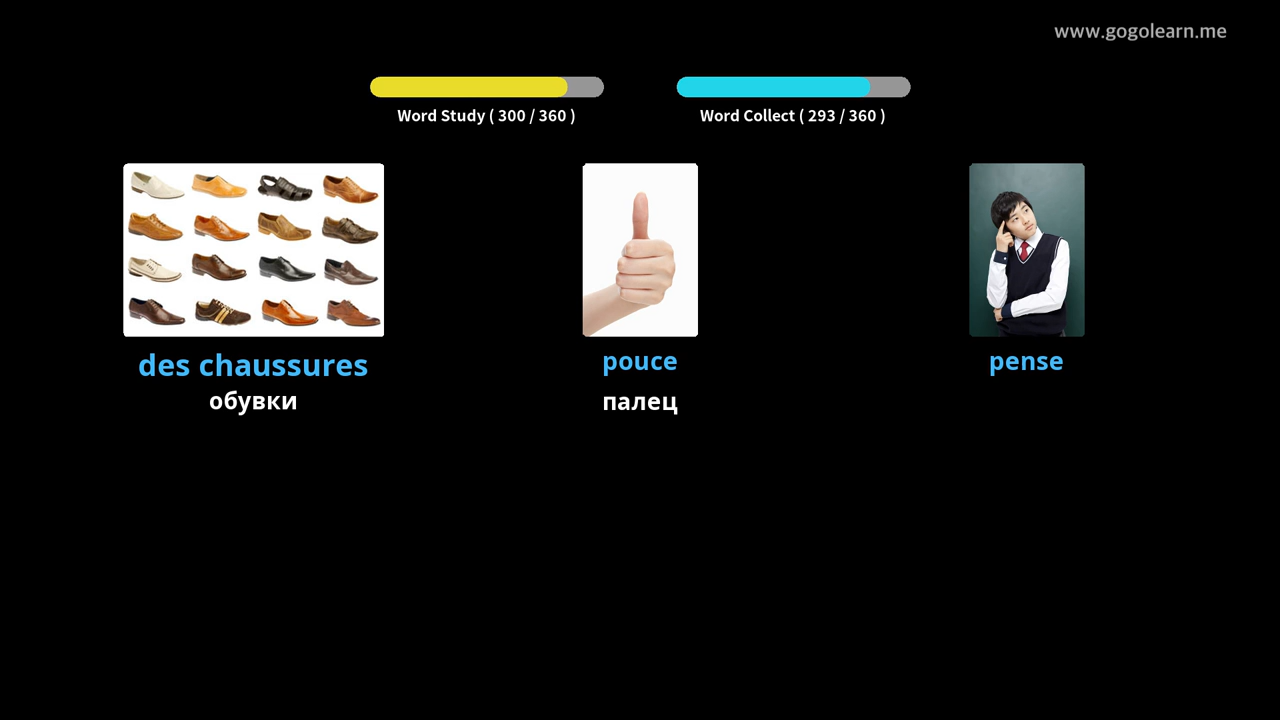 www.gogolearn.me
Word Study ( 300 / 360 )
Word Collect ( 293 / 360 )
des chaussures
обувки
pouce
палец
pense